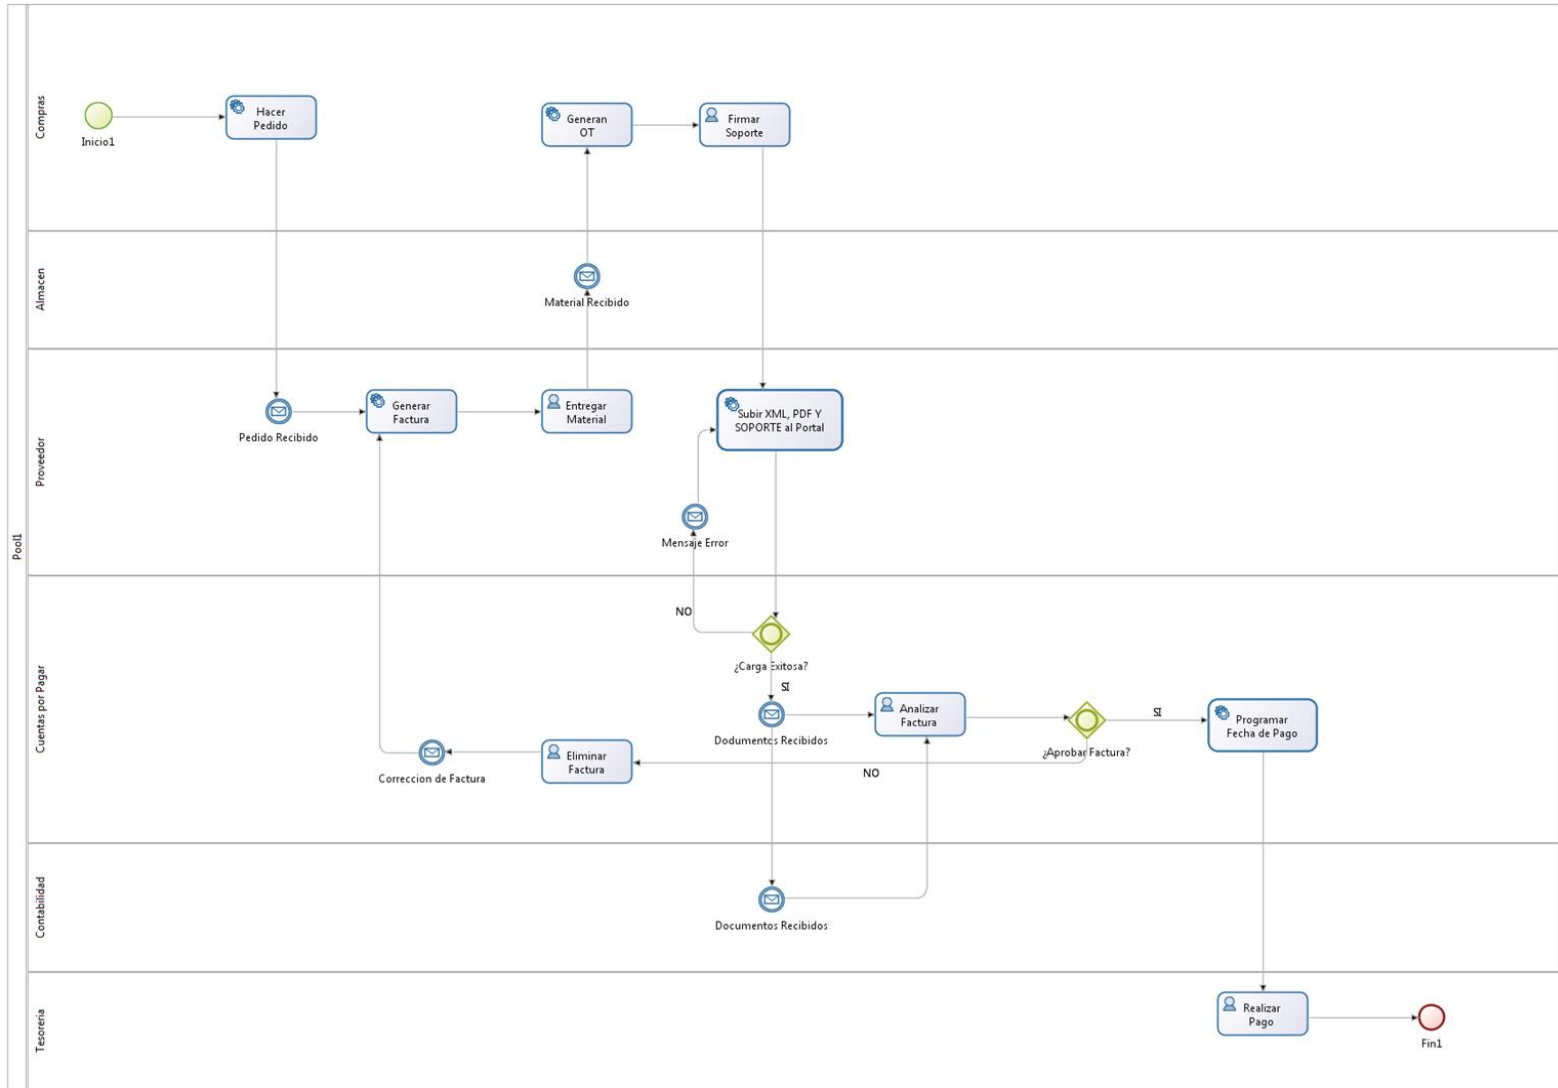 Pool1
Compras
Inicio1
Hacer
Pedido
Generan
OT
Firmar
Soporte
Almacen
Material Recibido
Proveedor
Pedido Recibido
Generar
Factura
Entregar
Material
Subir XML, PDF Y
SOPORTE al Portal
Mensaje Error
Cuentas por Pagar
NO
¿Carga Exitosa?
SI
Dodumentos Recibidos
Analizar
Factura
¿Aprobar Factura?
SI
Programar
Fecha de Pago
NO
Eliminar
Factura
Correccion de Factura
Contabilidad
Documentos Recibidos
Tesoreria
Realizar
Pago
Fin1